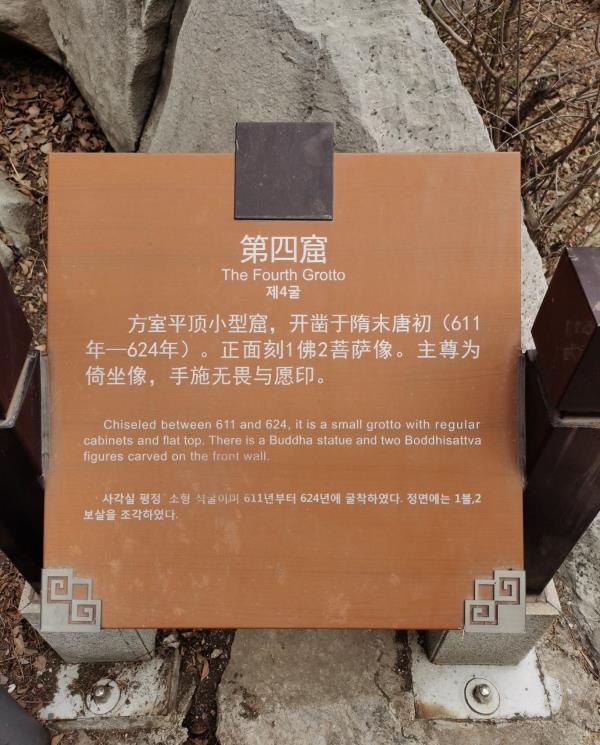 第四窟
The Fourth Grotto
제4굴
方室平顶小型窟，开凿于隋末唐初（611
年—624年）。正面刻1佛2菩萨像。主尊为
倚坐像，手施无畏与愿印。
Chiseled between 611 and 624, it is a small grotto with regular
cabinets and flat top. There is a Buddha statue and two Boddhisattva
figures carved on the front wall.
사각실 평정 소형 석굴이며 611년부터 624년에 굴착하였다. 정면에는 1불,2
보살을 조각하였다.